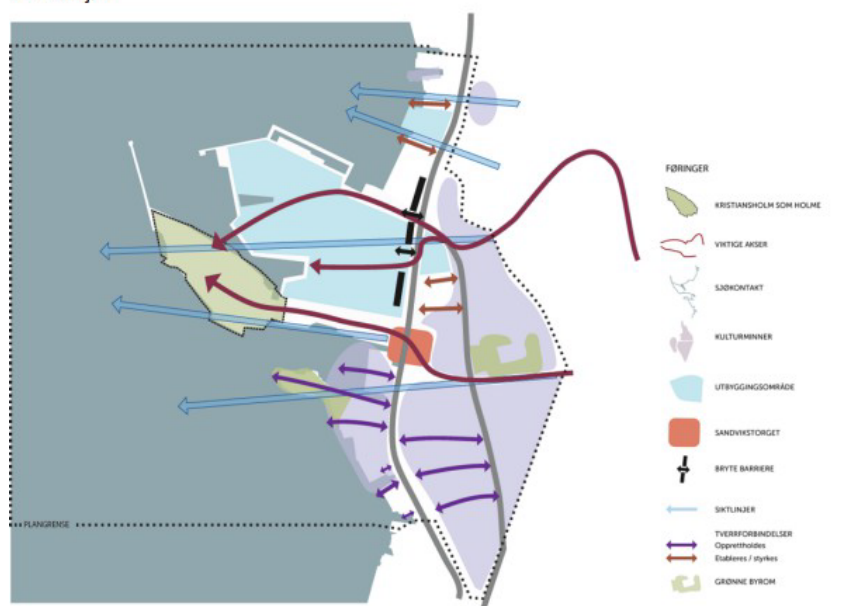 FØRINGER
KRISTIANSHOLM SOM HOLME
VIKTIGE AKSER
SJØKONTAKT
KULTURMINNER
UTBYGGINGSOMRÅDE
SANDVIKSTORGET
BRYTE BARRIERE
SIKTLINJER
TVERRFORBINDELSER
Opprettholdes
Etableres / styrkes
GRØNNE BYROM
PLANGRENSE